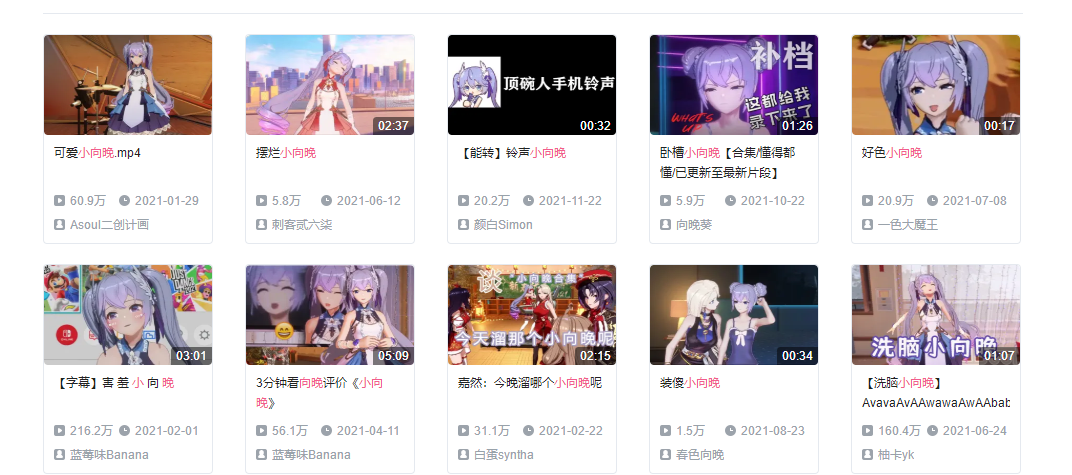 顶碗人手机铃声
补档
这都给我
录下来了
WHAT'S
UP
02:37
00:32
01:26
00:17
可爱小向晚.mp4
摆烂小向晚
【能转】铃声小向晚
卧槽小向晚【合集/懂得都
懂/已更新至最新片段】
好色小向晚
60.9万 2021-01-29
5.8万 2021-06-12
20.2万 2021-11-22
5.9万 2021-10-22
20.9万 2021-07-08
Asoul二创计画
刺客贰六柒
颜白Simon
向晚葵
一色大魔王
JUST
DANCE
谈
小向晚合集
今天溜那个小向晚呢
洗脑小向晚
03:01
05:09
02:15
00:34
01:07
【字幕】害 羞 小 向 晚
3分钟看向晚评价《小向
晚》
嘉然：今晚溜哪个小向晚呢
装傻小向晚
【洗脑小向晚】
AvavaAvAAwawaAwAAbab
216.2万 2021-02-01
56.1万 2021-04-11
31.1万 2021-02-22
1.5万 2021-08-23
160.4万 2021-06-24
蓝莓味Banana
蓝莓味Banana
白蛋syntha
春色向晚
柚卡yk